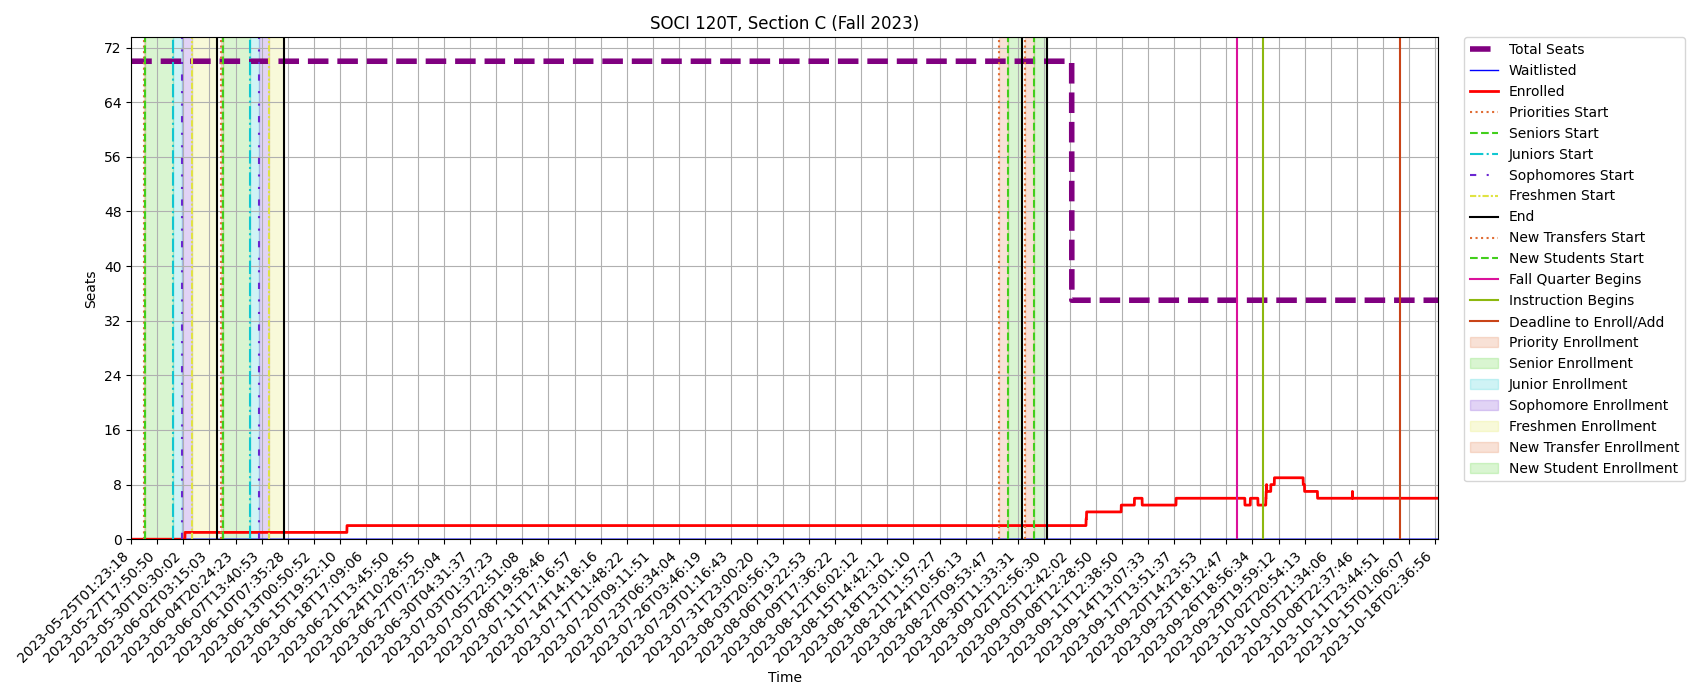 SOCI 120T, Section C (Fall 2023)
72
64
56
48
40
32
24
16
8
0
Seats
2023-05-25T01:23:18
2023-05-27T17:50:50
2023-05-30T10:30:02
2023-06-02T03:15:03
2023-06-04T20:24:23
2023-06-07T13:40:53
2023-06-10T07:35:28
2023-06-13T00:50:52
2023-06-15T19:52:10
2023-06-18T17:09:06
2023-06-21T13:45:50
2023-06-24T10:28:55
2023-06-27T07:25:04
2023-06-30T04:31:37
2023-07-03T01:37:23
2023-07-05T22:51:08
2023-07-08T19:58:46
2023-07-11T17:16:57
2023-07-14T14:18:16
2023-07-17T11:48:22
2023-07-20T09:11:51
2023-07-23T06:34:04
2023-07-26T03:46:19
2023-07-29T01:16:43
2023-07-31T23:00:20
2023-08-03T20:56:13
2023-08-06T19:22:53
2023-08-09T17:36:22
2023-08-12T16:02:12
2023-08-15T14:42:12
2023-08-18T13:01:10
2023-08-21T11:57:27
2023-08-24T10:56:13
2023-08-27T09:53:47
2023-08-30T11:33:31
2023-09-02T12:56:30
2023-09-05T12:42:02
2023-09-08T12:28:50
2023-09-11T12:38:50
2023-09-14T13:07:33
2023-09-17T13:51:37
2023-09-20T14:23:53
2023-09-23T18:12:47
2023-09-26T18:56:34
2023-09-29T19:59:12
2023-10-02T20:54:13
2023-10-05T21:34:06
2023-10-08T22:37:46
2023-10-11T23:44:51
2023-10-15T01:06:07
2023-10-18T02:36:56
Time
Total Seats
Waitlisted
Enrolled
Priorities Start
Seniors Start
Juniors Start
Sophomores Start
Freshmen Start
End
New Transfers Start
New Students Start
Fall Quarter Begins
Instruction Begins
Deadline to Enroll/Add
Priority Enrollment
Senior Enrollment
Junior Enrollment
Sophomore Enrollment
Freshmen Enrollment
New Transfer Enrollment
New Student Enrollment